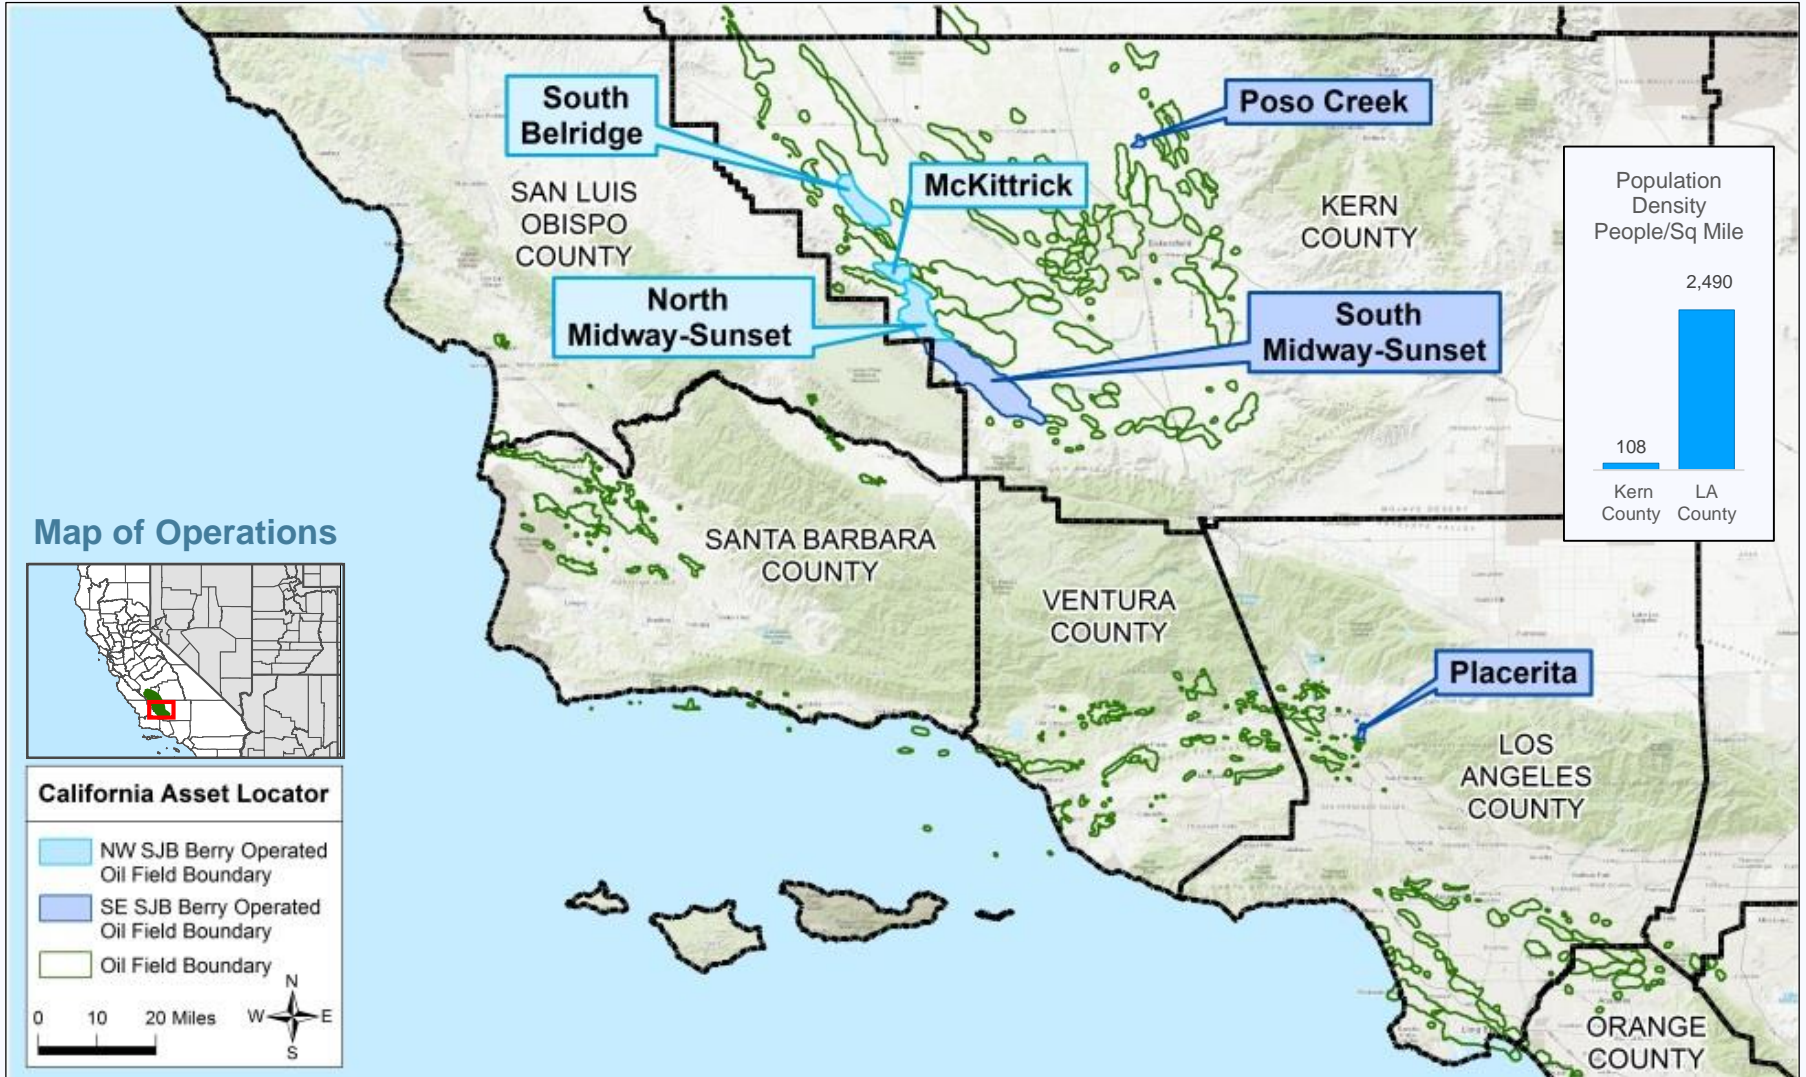 South
Belridge
Poso Creek
McKittrick
SAN LUIS
OBISPO
COUNTY
KERN
COUNTY
Population
Density
People/Sq Mile
2,490
108
Kern
County
LA
County
North
Midway-Sunset
South
Midway-Sunset
Map of Operations
SANTA BARBARA
COUNTY
VENTURA
COUNTY
Placerita
LOS
ANGELES
COUNTY
ORANGE
COUNTY
California Asset Locator
NW SJB Berry Operated
Oil Field Boundary
SE SJB Berry Operated
Oil Field Boundary
Oil Field Boundary
0 10 20 Miles
N
W E
S